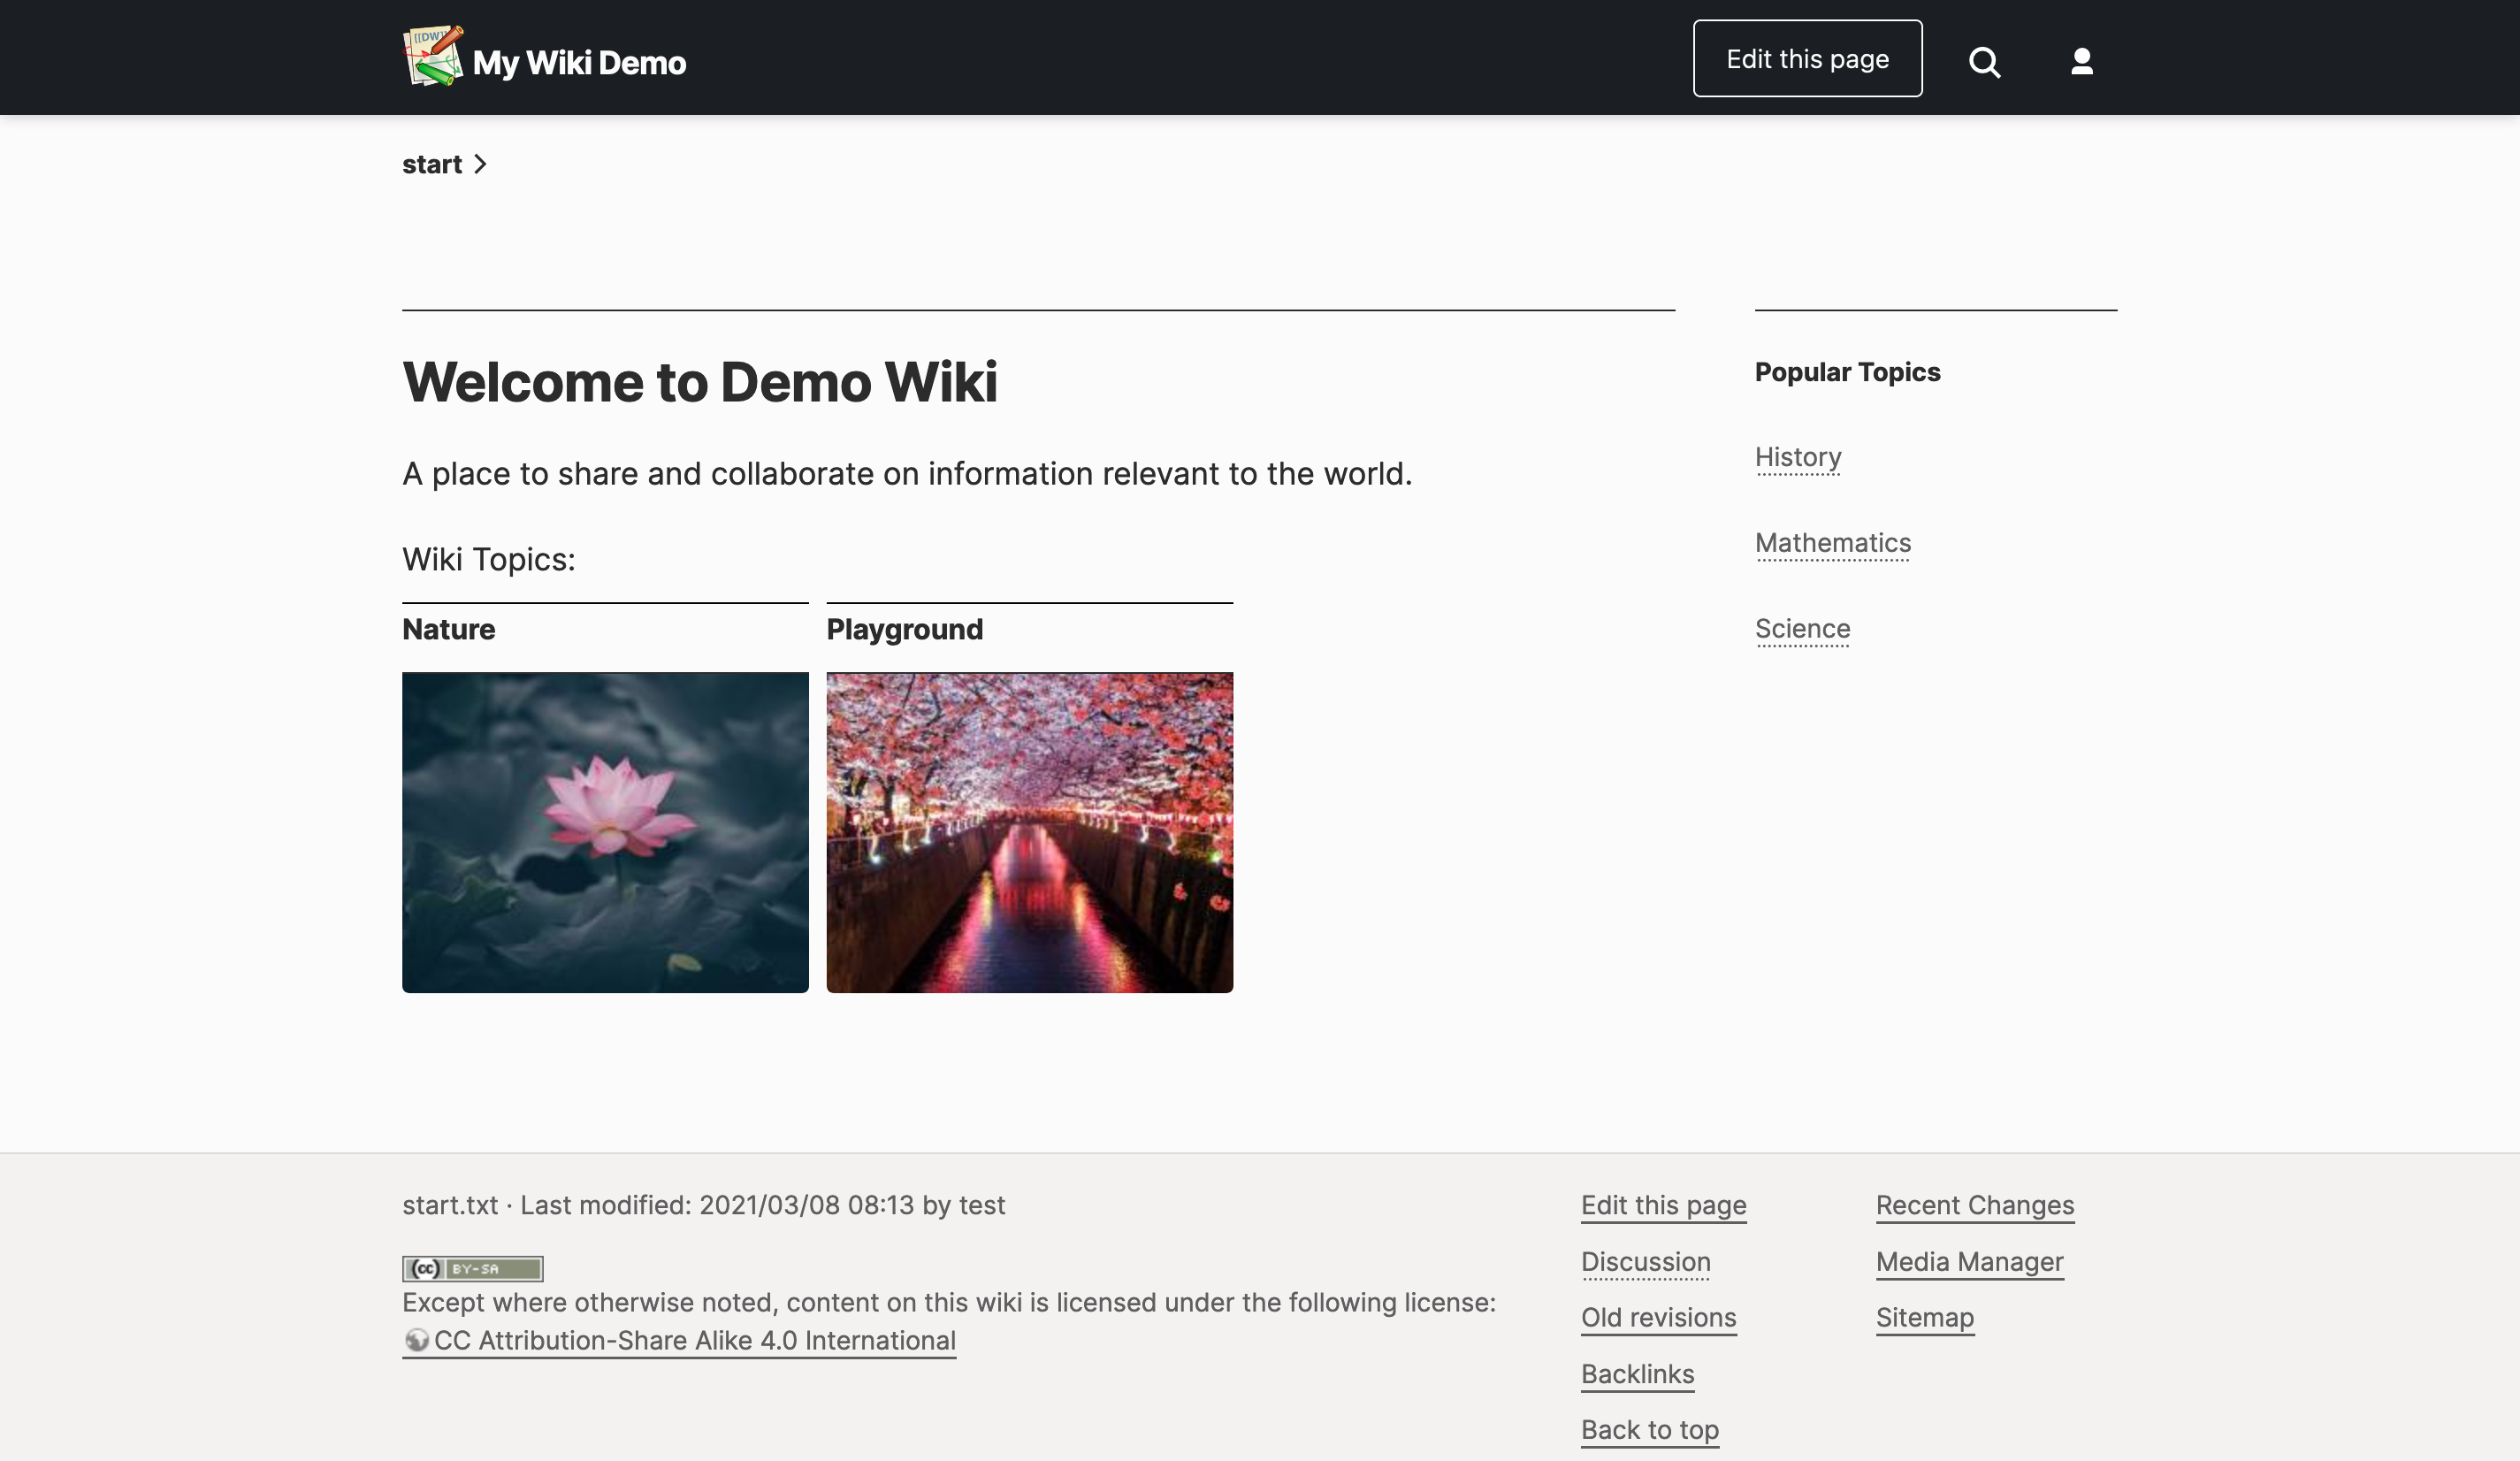 [[DW]]
My Wiki Demo
Edit this page
start
Welcome to Demo Wiki
A place to share and collaborate on information relevant to the world.
Wiki Topics:
Nature
Playground
Popular Topics
History
Mathematics
Science
start.txt · Last modified: 2021/03/08 08:13 by test
(cc) BY-SA
Except where otherwise noted, content on this wiki is licensed under the following license:
CC Attribution-Share Alike 4.0 International
Edit this page
Discussion
Old revisions
Backlinks
Back to top
Recent Changes
Media Manager
Sitemap